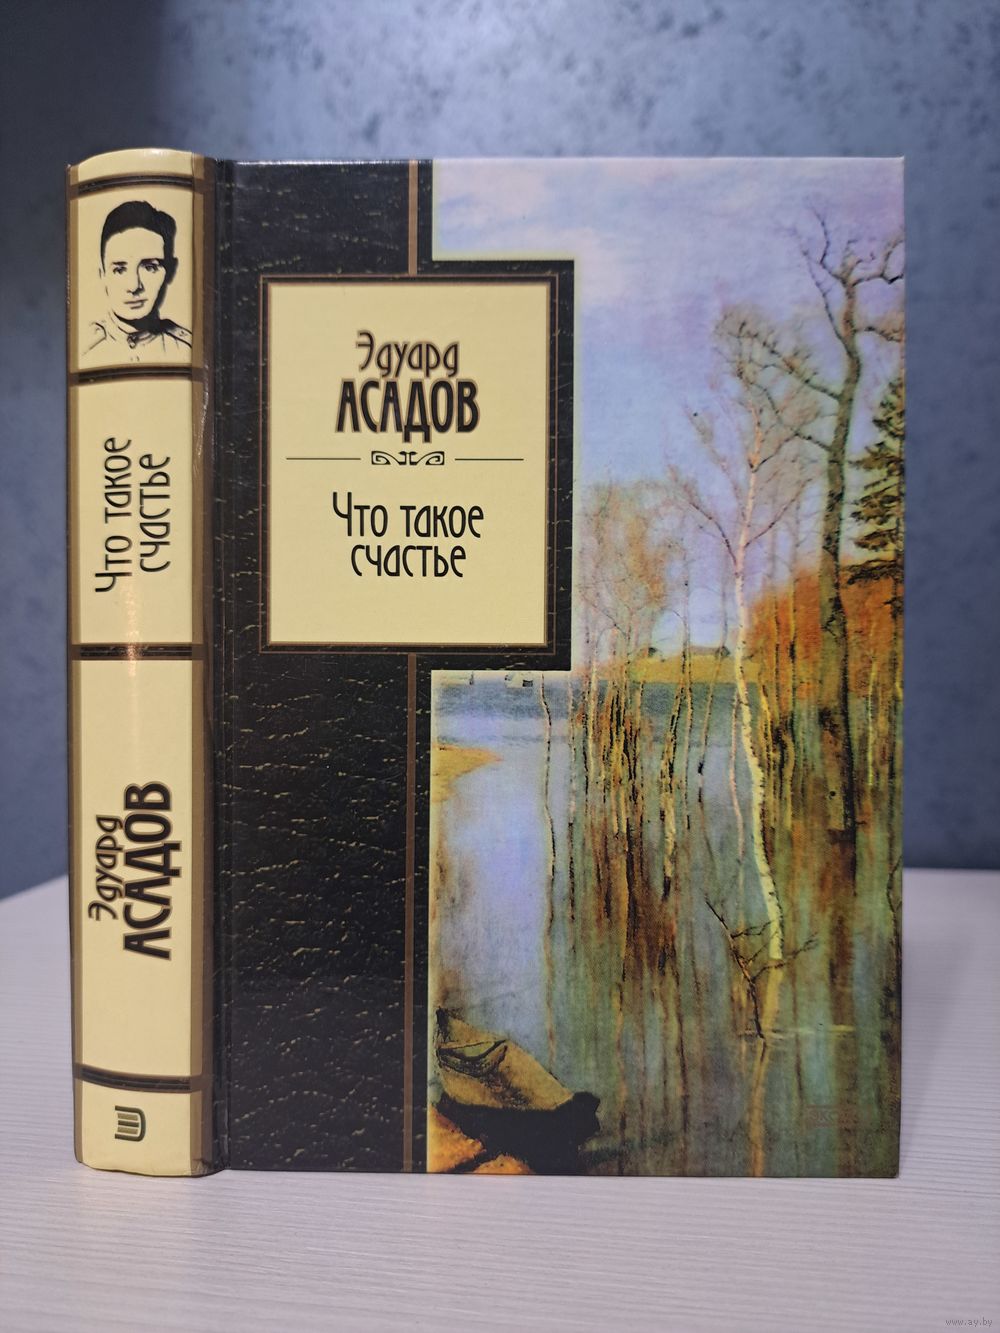 Что такое
счастье
Эдуард
АСАДОВ
Эдуард
АСАДОВ
Что такое
счастье
www.ay.by